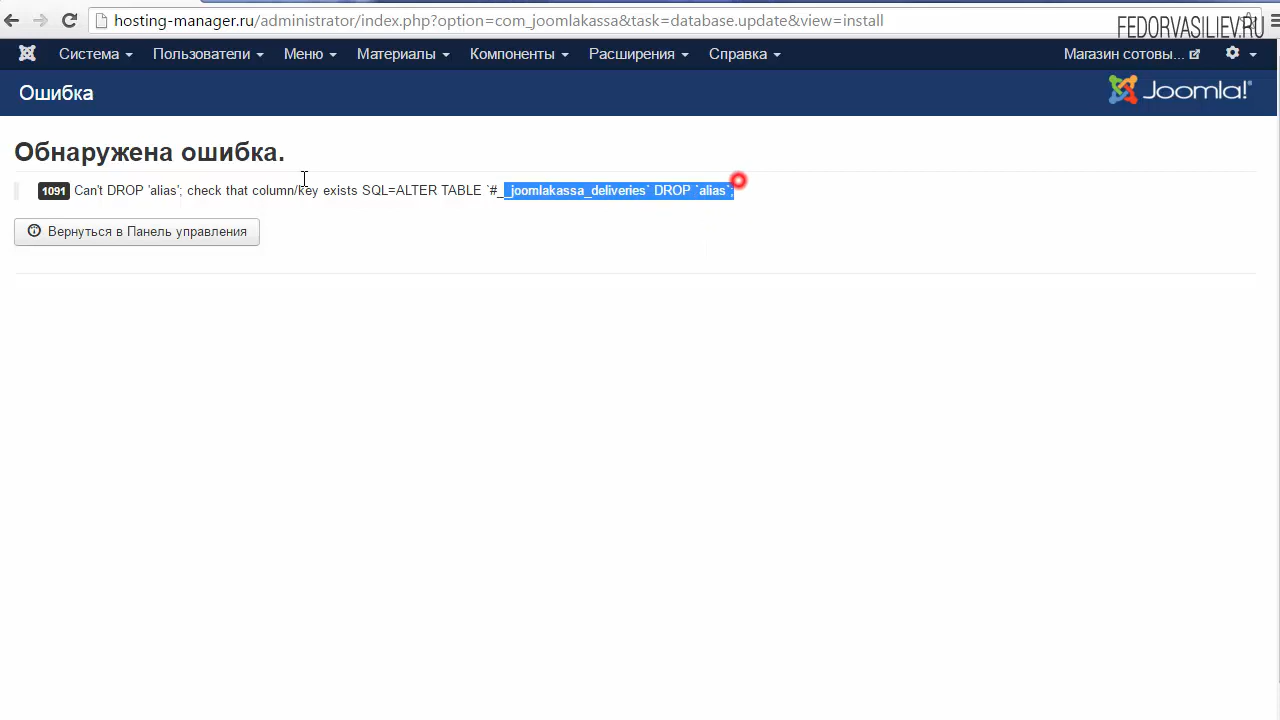 hosting-manager.ru/administrator/index.php?option=com_joomlakassa&task=database.update&view=install
FEDORVASILIEV.RU
Система Пользователи Меню Материалы Компоненты Расширения Справка Магазин сотовы...
Ошибка
Joomla!®
Обнаружена ошибка.
1091 Can't DROP 'alias'; check that column/key exists SQL=ALTER TABLE `#__joomlakassa_deliveries` DROP `alias`;
Вернуться в Панель управления